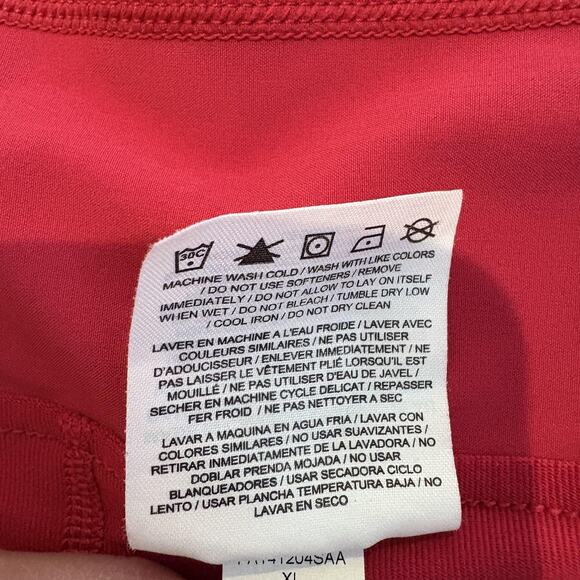 30C
MACHINE WASH COLD / WASH WITH LIKE COLORS
/ DO NOT USE SOFTENERS / REMOVE
IMMEDIATELY / DO NOT ALLOW TO LAY ON ITSELF
WHEN WET / DO NOT BLEACH / TUMBLE DRY LOW
/ COOL IRON / DO NOT DRY CLEAN
LAVER EN MACHINE A L'EAU FROIDE / LAVER AVEC
COULEURS SIMILAIRES / NE PAS UTILISER
D'ADOUCISSEUR / ENLEVER IMMEDIATEMENT / NE
PAS LAISSER LE VÊTEMENT PLIÉ LORSQU'IL EST
MOUILLÉ / NE PAS UTILISER D'EAU DE JAVEL /
SECHER EN MACHINE CYCLE DELICAT / REPASSER
FER FROID / NE PAS NETTOYER A SEC
LAVAR A MAQUINA EN AGUA FRIA / LAVAR CON
COLORES SIMILARES / NO USAR SUAVIZANTES /
RETIRAR INMEDIATAMENTE DE LA LAVADORA / NO
DOBLAR PRENDA MOJADA / NO USAR
BLANQUEADORES / USAR SECADORA CICLO
LENTO / USAR PLANCHA TEMPERATURA BAJA / NO
LAVAR EN SECO
XL